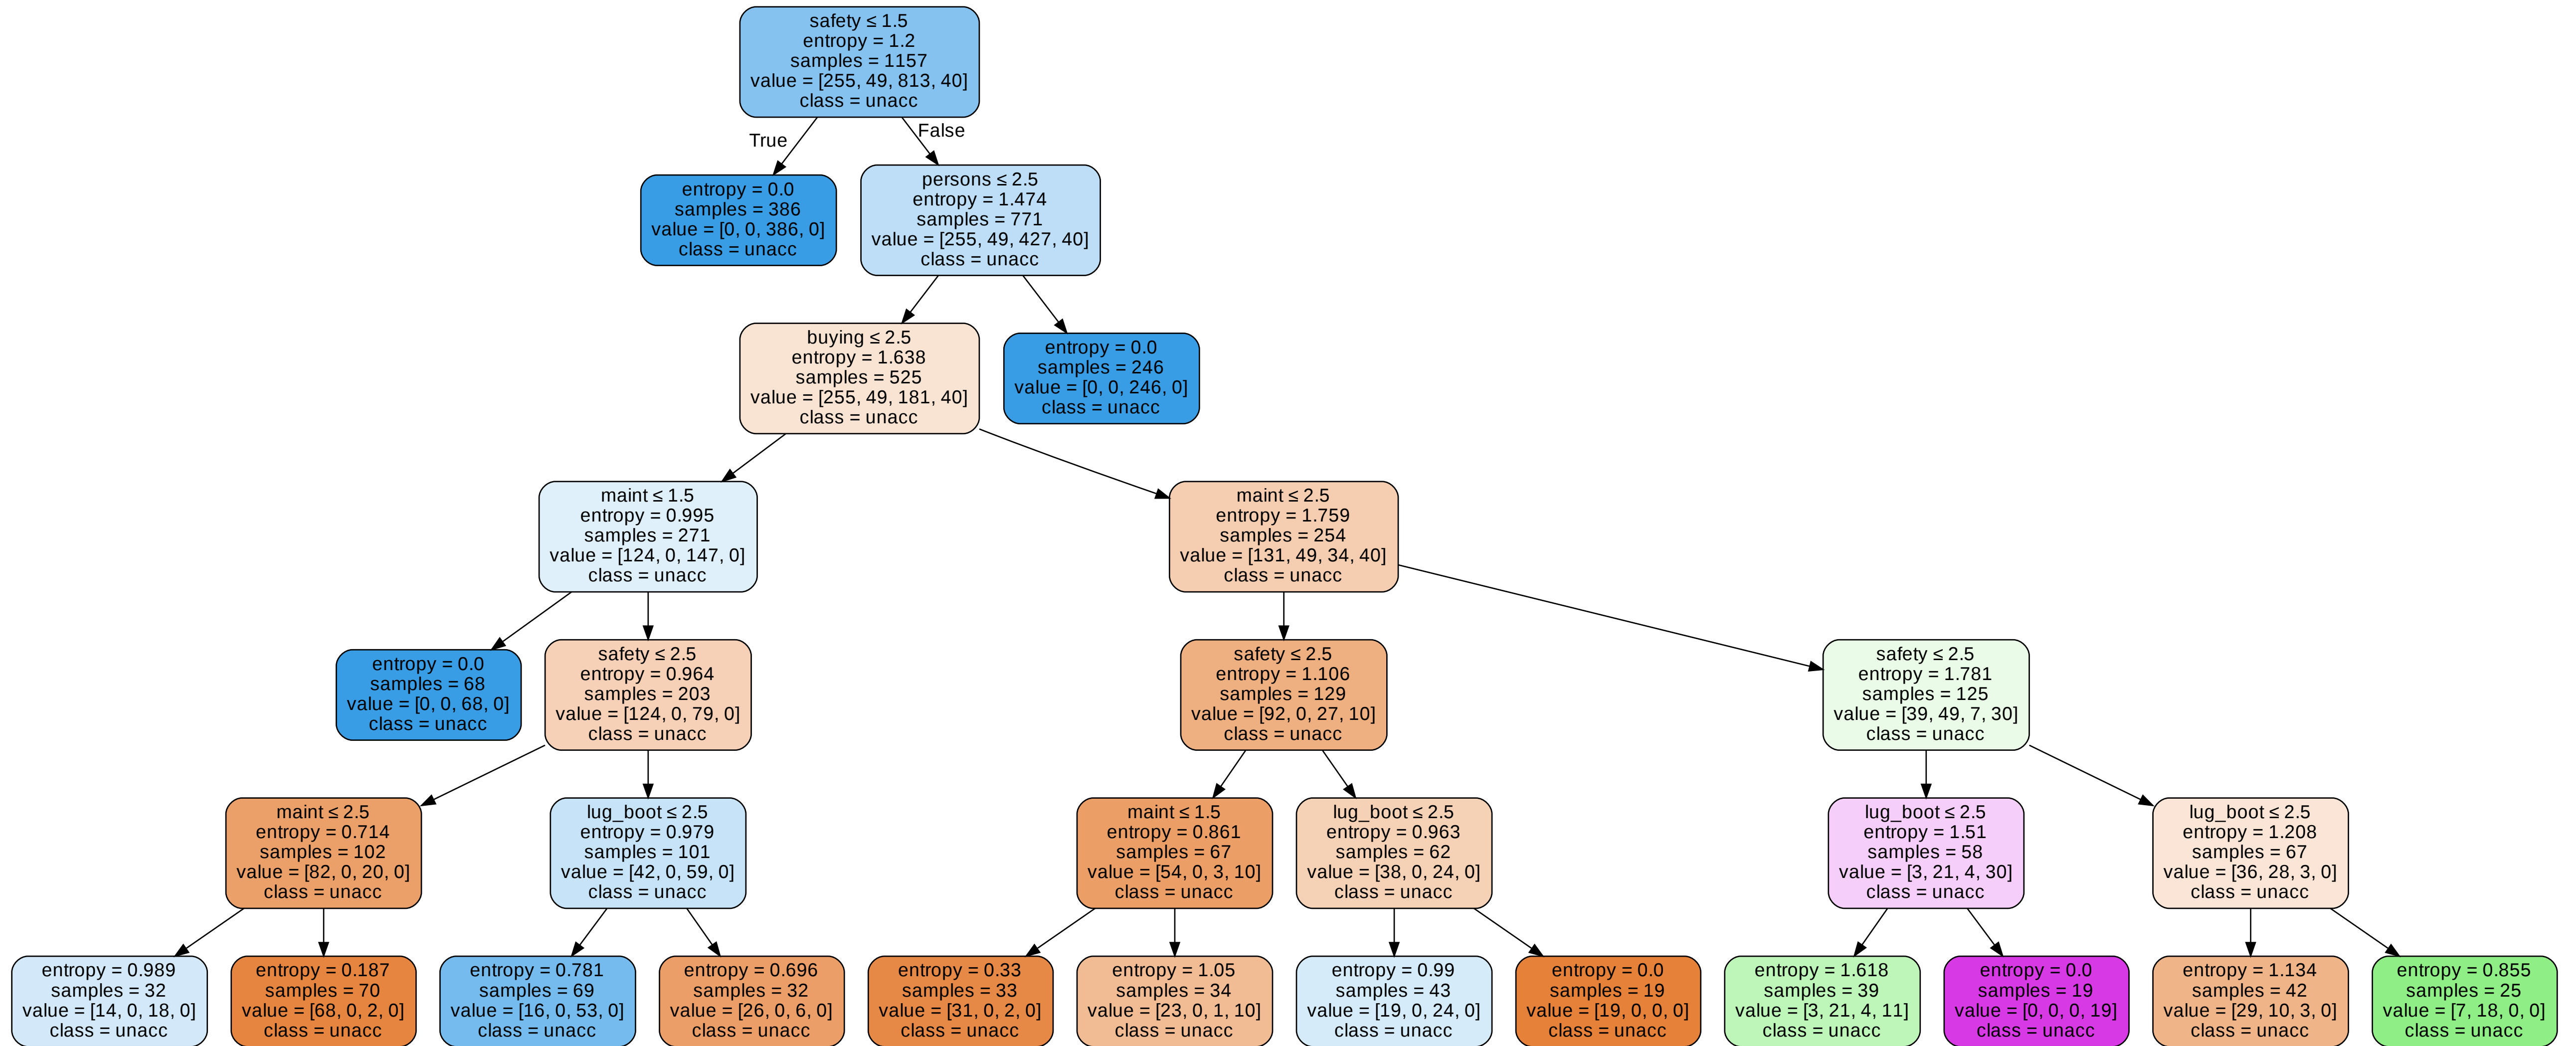 safety ≤ 1.5
entropy = 1.2
samples = 1157
value = [255, 49, 813, 40]
class = unacc
True
False
entropy = 0.0
samples = 386
value = [0, 0, 386, 0]
class = unacc
persons ≤ 2.5
entropy = 1.474
samples = 771
value = [255, 49, 427, 40]
class = unacc
buying ≤ 2.5
entropy = 1.638
samples = 525
value = [255, 49, 181, 40]
class = unacc
entropy = 0.0
samples = 246
value = [0, 0, 246, 0]
class = unacc
maint ≤ 1.5
entropy = 0.995
samples = 271
value = [124, 0, 147, 0]
class = unacc
maint ≤ 2.5
entropy = 1.759
samples = 254
value = [131, 49, 34, 40]
class = unacc
entropy = 0.0
samples = 68
value = [0, 0, 68, 0]
class = unacc
safety ≤ 2.5
entropy = 0.964
samples = 203
value = [124, 0, 79, 0]
class = unacc
safety ≤ 2.5
entropy = 1.106
samples = 129
value = [92, 0, 27, 10]
class = unacc
safety ≤ 2.5
entropy = 1.781
samples = 125
value = [39, 49, 7, 30]
class = unacc
maint ≤ 2.5
entropy = 0.714
samples = 102
value = [82, 0, 20, 0]
class = unacc
lug_boot ≤ 2.5
entropy = 0.979
samples = 101
value = [42, 0, 59, 0]
class = unacc
maint ≤ 1.5
entropy = 0.861
samples = 67
value = [54, 0, 3, 10]
class = unacc
lug_boot ≤ 2.5
entropy = 0.963
samples = 62
value = [38, 0, 24, 0]
class = unacc
lug_boot ≤ 2.5
entropy = 1.51
samples = 58
value = [3, 21, 4, 30]
class = unacc
lug_boot ≤ 2.5
entropy = 1.208
samples = 67
value = [36, 28, 3, 0]
class = unacc
entropy = 0.989
samples = 32
value = [14, 0, 18, 0]
class = unacc
entropy = 0.187
samples = 70
value = [68, 0, 2, 0]
class = unacc
entropy = 0.781
samples = 69
value = [16, 0, 53, 0]
class = unacc
entropy = 0.696
samples = 32
value = [26, 0, 6, 0]
class = unacc
entropy = 0.33
samples = 33
value = [31, 0, 2, 0]
class = unacc
entropy = 1.05
samples = 34
value = [23, 0, 1, 10]
class = unacc
entropy = 0.99
samples = 43
value = [19, 0, 24, 0]
class = unacc
entropy = 0.0
samples = 19
value = [19, 0, 0, 0]
class = unacc
entropy = 1.618
samples = 39
value = [3, 21, 4, 11]
class = unacc
entropy = 0.0
samples = 19
value = [0, 0, 0, 19]
class = unacc
entropy = 1.134
samples = 42
value = [29, 10, 3, 0]
class = unacc
entropy = 0.855
samples = 25
value = [7, 18, 0, 0]
class = unacc